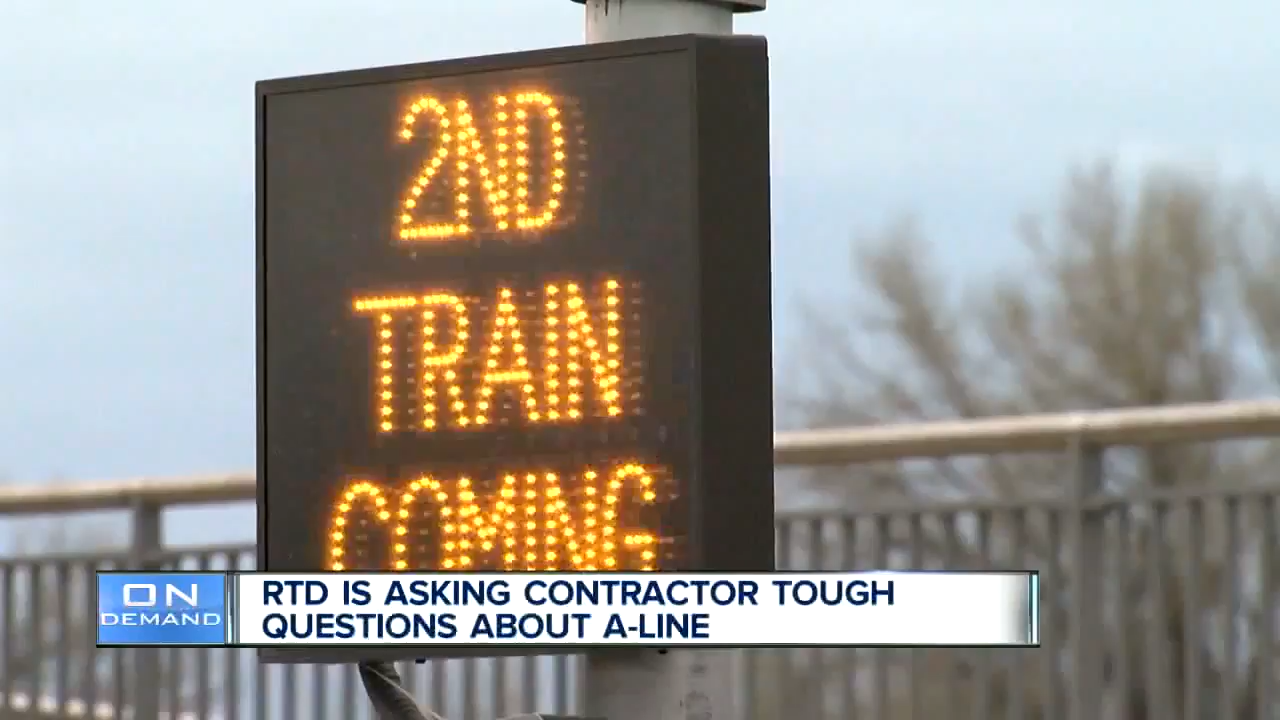 2ND
TRAIN
COMING
ON
DEMAND
RTD IS ASKING CONTRACTOR TOUGH
QUESTIONS ABOUT A-LINE